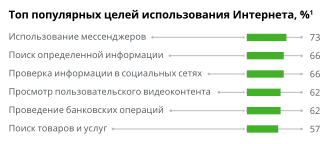 Топ популярных целей использования Интернета, %¹
Использование мессенджеров 73
Поиск определенной информации 66
Проверка информации в социальных сетях 66
Просмотр пользовательского видеоконтента 62
Проведение банковских операций 62
Поиск товаров и услуг 57